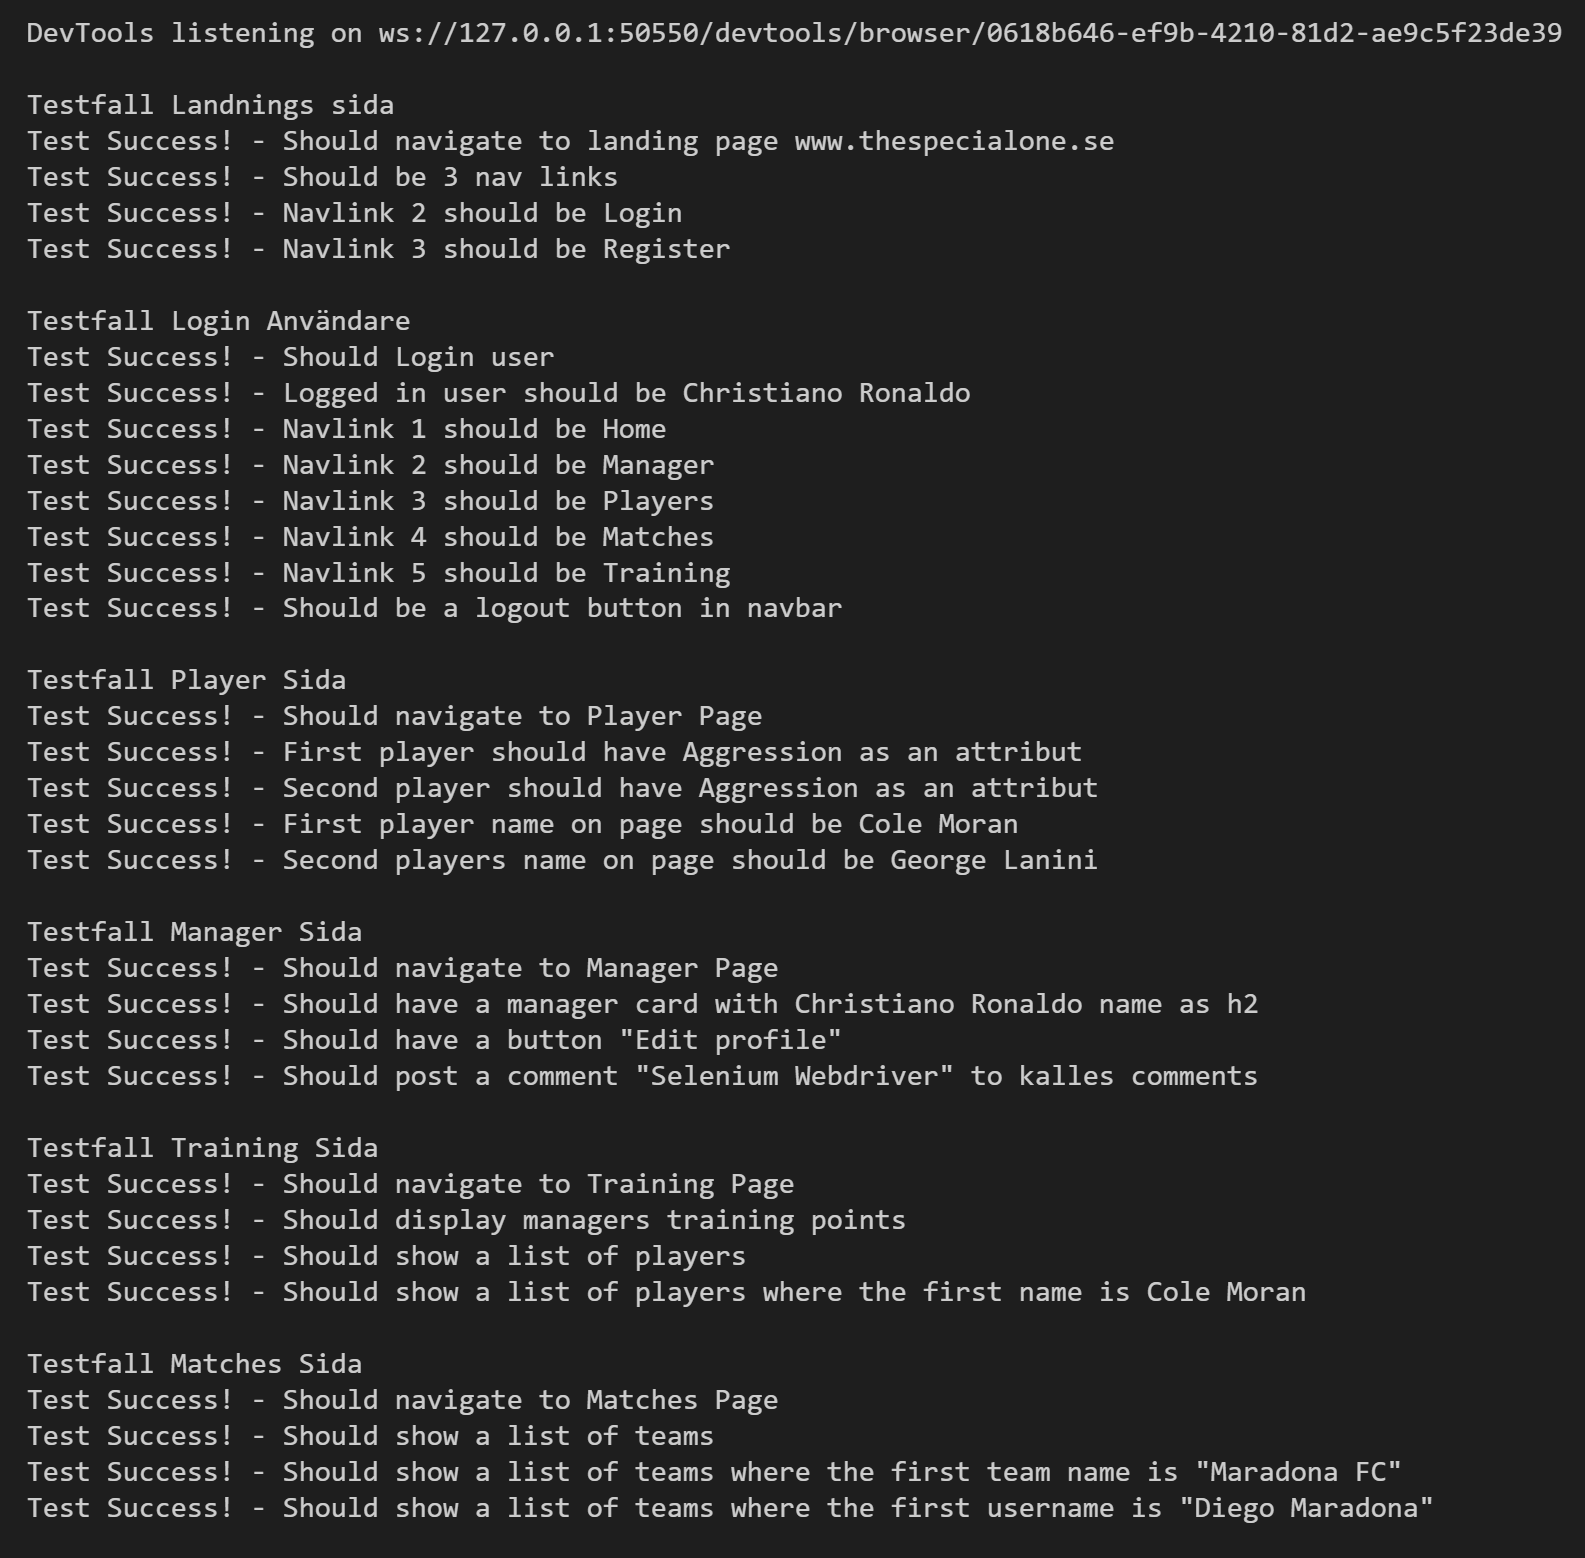 DevTools listening on ws://127.0.0.1:50550/devtools/browser/0618b646-ef9b-4210-81d2-ae9c5f23de39
Testfall Landnings sida
Test Success! - Should navigate to landing page www.thespecialone.se
Test Success! - Should be 3 nav links
Test Success! - Navlink 2 should be Login
Test Success! - Navlink 3 should be Register
Testfall Login Användare
Test Success! - Should Login user
Test Success! - Logged in user should be Christiano Ronaldo
Test Success! - Navlink 1 should be Home
Test Success! - Navlink 2 should be Manager
Test Success! - Navlink 3 should be Players
Test Success! - Navlink 4 should be Matches
Test Success! - Navlink 5 should be Training
Test Success! - Should be a logout button in navbar
Testfall Player Sida
Test Success! - Should navigate to Player Page
Test Success! - First player should have Aggression as an attribut
Test Success! - Second player should have Aggression as an attribut
Test Success! - First player name on page should be Cole Moran
Test Success! - Second players name on page should be George Lanini
Testfall Manager Sida
Test Success! - Should navigate to Manager Page
Test Success! - Should have a manager card with Christiano Ronaldo name as h2
Test Success! - Should have a button "Edit profile"
Test Success! - Should post a comment "Selenium Webdriver" to kalles comments
Testfall Training Sida
Test Success! - Should navigate to Training Page
Test Success! - Should display managers training points
Test Success! - Should show a list of players
Test Success! - Should show a list of players where the first name is Cole Moran
Testfall Matches Sida
Test Success! - Should navigate to Matches Page
Test Success! - Should show a list of teams
Test Success! - Should show a list of teams where the first team name is "Maradona FC"
Test Success! - Should show a list of teams where the first username is "Diego Maradona"